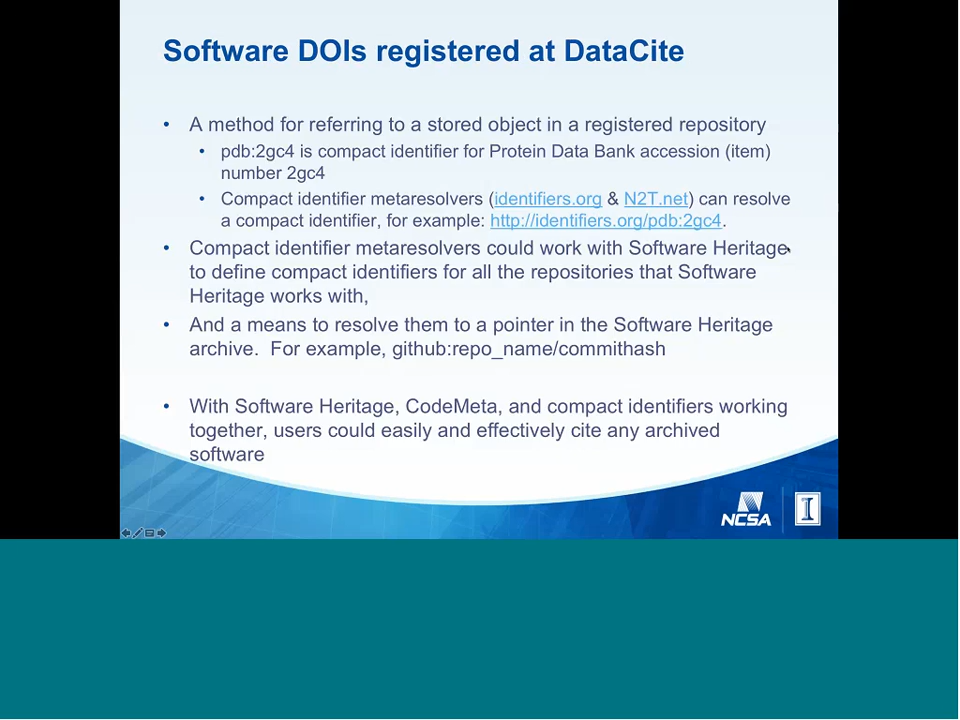 Software DOIs registered at DataCite
• A method for referring to a stored object in a registered repository
• pdb:2gc4 is compact identifier for Protein Data Bank accession (item)
number 2gc4
• Compact identifier metaresolvers (identifiers.org & N2T.net) can resolve
a compact identifier, for example: http://identifiers.org/pdb:2gc4.
• Compact identifier metaresolvers could work with Software Heritage
to define compact identifiers for all the repositories that Software
Heritage works with,
• And a means to resolve them to a pointer in the Software Heritage
archive.  For example, github:repo_name/commithash
• With Software Heritage, CodeMeta, and compact identifiers working
together, users could easily and effectively cite any archived
software
NCSA
I